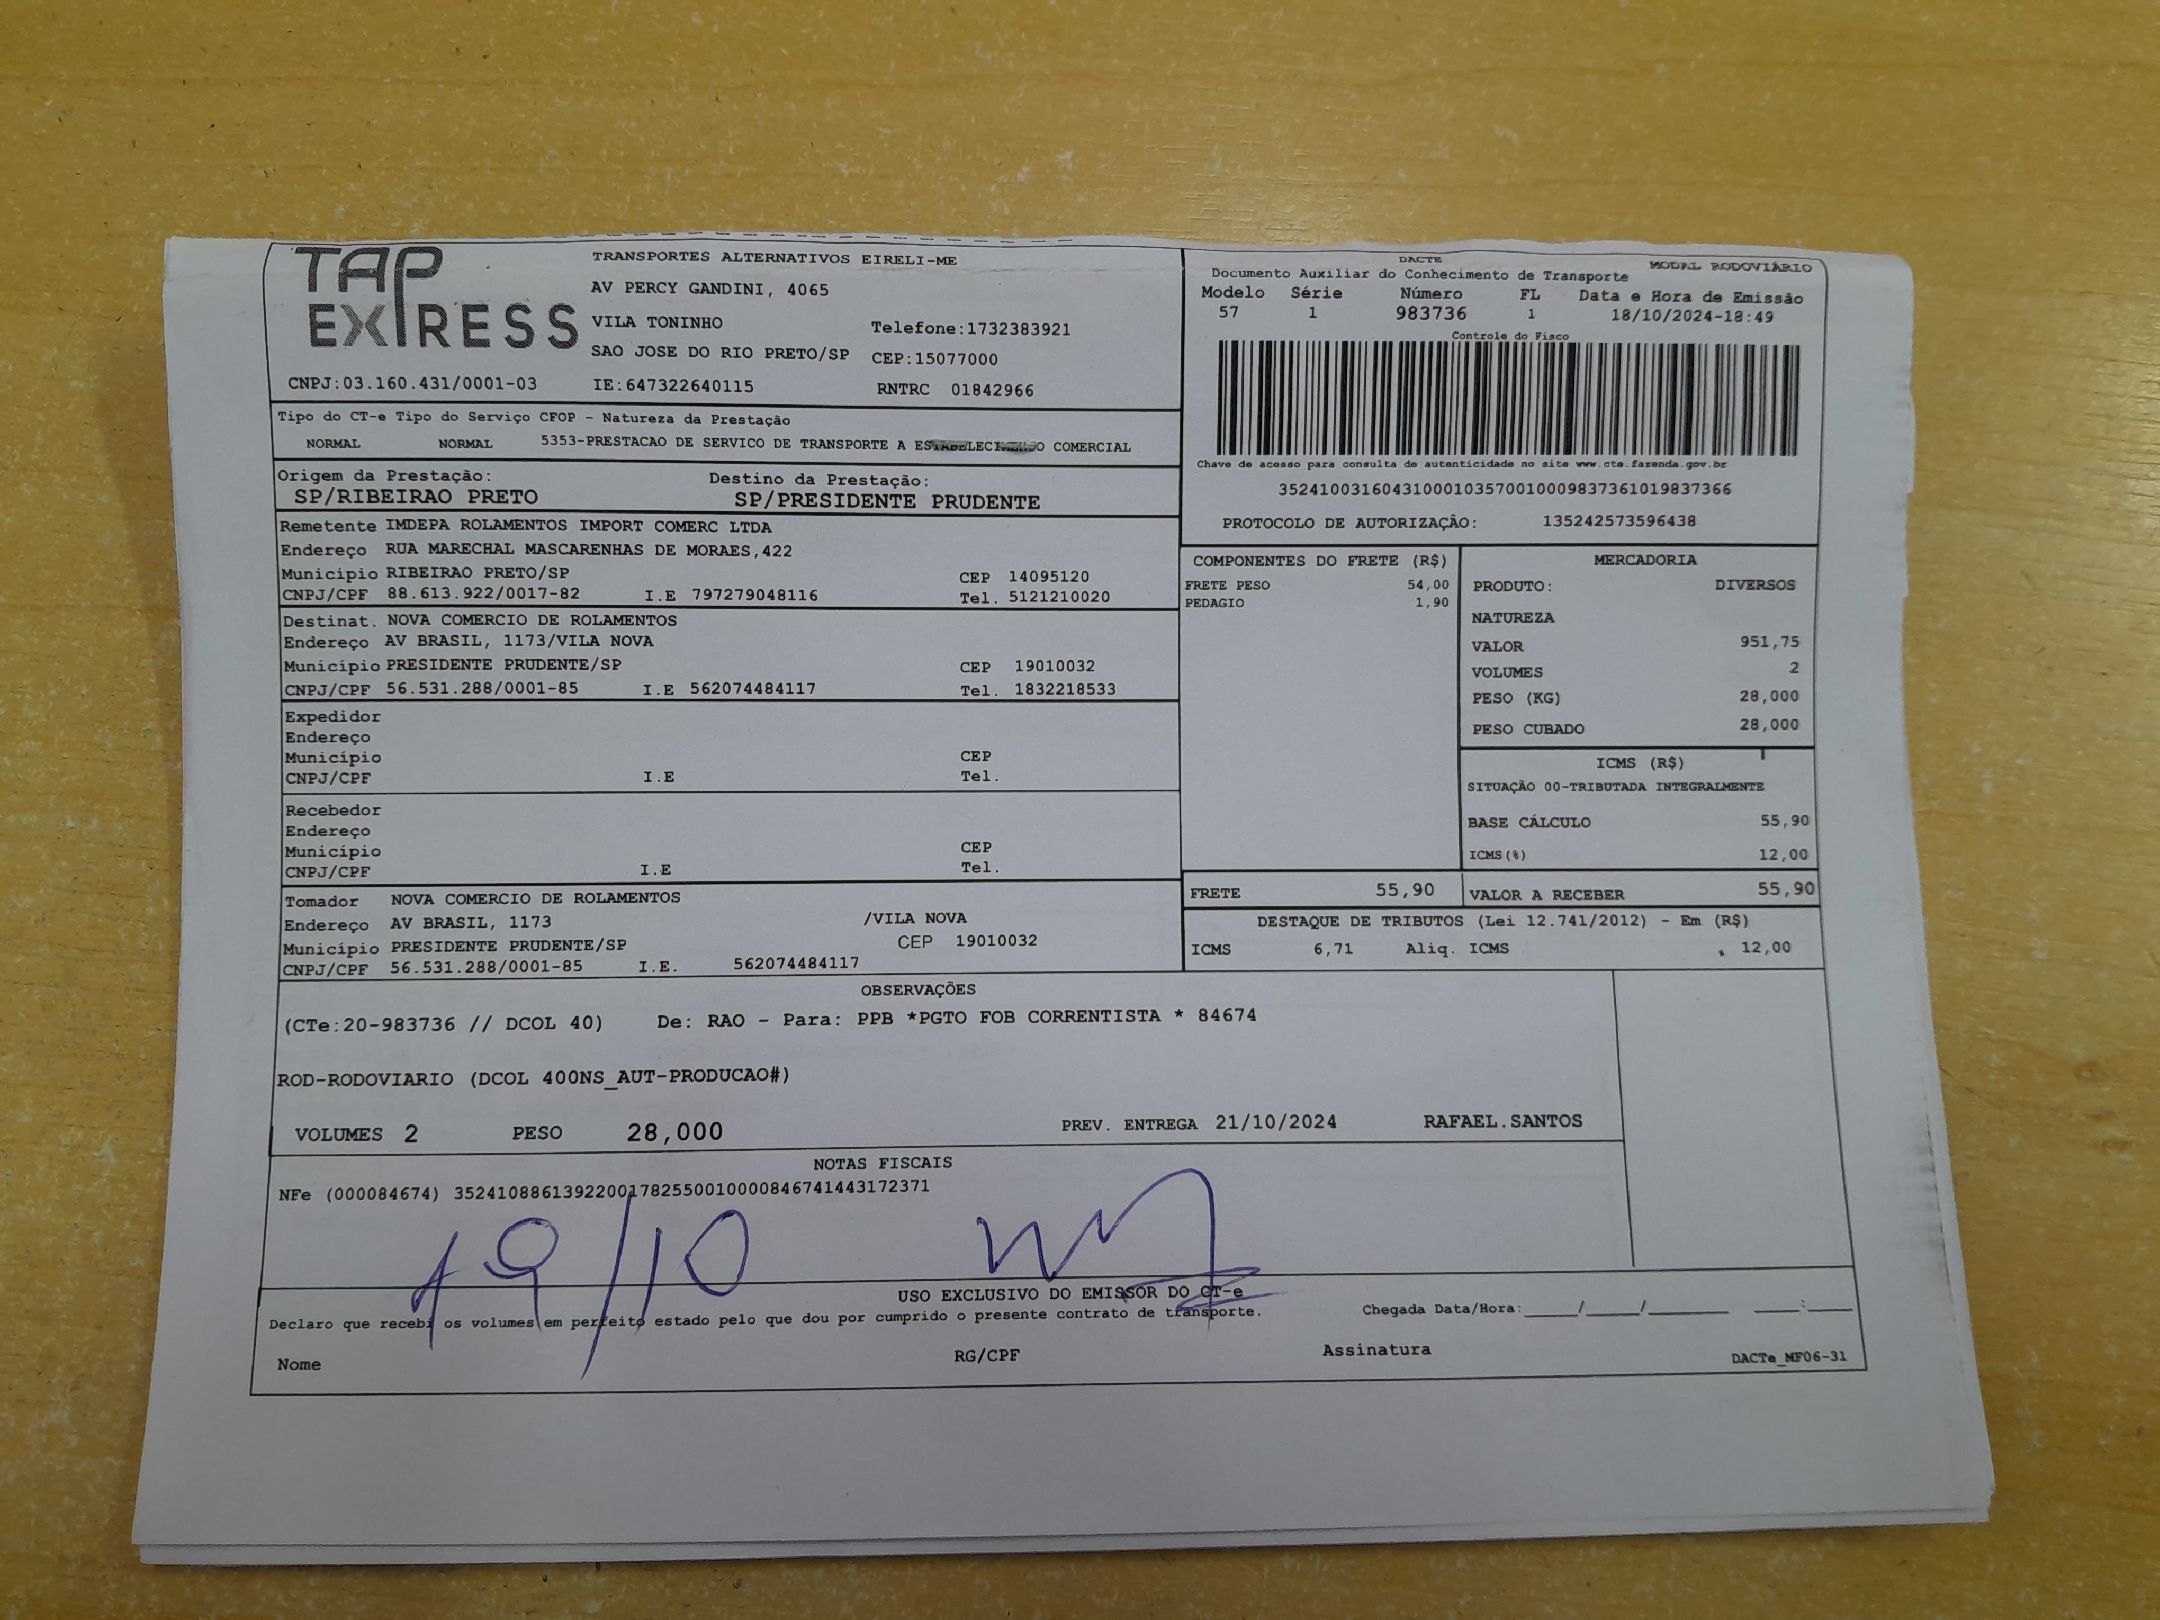 TAP EXPRESS
TRANSPORTES ALTERNATIVOS EIRELI-ME
AV PERCY GANDINI, 4065
VILA TONINHO Telefone:1732383921
SAO JOSE DO RIO PRETO/SP CEP:15077000
CNPJ:03.160.431/0001-03 IE:647322640115 RNTRC 01842966
DACTE MODAL RODOVIÁRIO
Documento Auxiliar do Conhecimento de Transporte
Modelo Série Número FL Data e Hora de Emissão
57 1 983736 1 18/10/2024-18:49
Controle do Fisco
Chave de acesso para consulta de autenticidade no site www.cte.fazenda.gov.br
35241003160431000103570010009837361019837366
PROTOCOLO DE AUTORIZAÇÃO: 135242573596438
Tipo do CT-e Tipo do Serviço CFOP - Natureza da Prestação
NORMAL NORMAL 5353-PRESTACAO DE SERVICO DE TRANSPORTE A ESTABELECIMENTO COMERCIAL
Origem da Prestação: Destino da Prestação:
SP/RIBEIRAO PRETO SP/PRESIDENTE PRUDENTE
Remetente IMDEPA ROLAMENTOS IMPORT COMERC LTDA
Endereço RUA MARECHAL MASCARENHAS DE MORAES,422
Município RIBEIRAO PRETO/SP CEP 14095120
CNPJ/CPF 88.613.922/0017-82 I.E 797279048116 Tel. 5121210020
Destinat. NOVA COMERCIO DE ROLAMENTOS
Endereço AV BRASIL, 1173/VILA NOVA
Município PRESIDENTE PRUDENTE/SP CEP 19010032
CNPJ/CPF 56.531.288/0001-85 I.E 562074484117 Tel. 1832218533
Expedidor
Endereço
Município CEP
CNPJ/CPF I.E Tel.
Recebedor
Endereço
Município CEP
CNPJ/CPF I.E Tel.
Tomador NOVA COMERCIO DE ROLAMENTOS
Endereço AV BRASIL, 1173 /VILA NOVA
Município PRESIDENTE PRUDENTE/SP CEP 19010032
CNPJ/CPF 56.531.288/0001-85 I.E. 562074484117
COMPONENTES DO FRETE (R$)
FRETE PESO 54,00
PEDAGIO 1,90
MERCADORIA
PRODUTO: DIVERSOS
NATUREZA
VALOR 951,75
VOLUMES 2
PESO (KG) 28,000
PESO CUBADO 28,000
ICMS (R$)
SITUAÇÃO 00-TRIBUTADA INTEGRALMENTE
BASE CÁLCULO 55,90
ICMS(%) 12,00
FRETE 55,90 VALOR A RECEBER 55,90
DESTAQUE DE TRIBUTOS (Lei 12.741/2012) - Em (R$)
ICMS 6,71 Aliq. ICMS 12,00
OBSERVAÇÕES
(CTe:20-983736 // DCOL 40) De: RAO - Para: PPB *PGTO FOB CORRENTISTA * 84674
ROD-RODOVIARIO (DCOL 400NS_AUT-PRODUCAO#)
VOLUMES 2 PESO 28,000 PREV. ENTREGA 21/10/2024 RAFAEL.SANTOS
NOTAS FISCAIS
NFe (000084674) 35241088613922001782550010000846741443172371
19/10
USO EXCLUSIVO DO EMISSOR DO CT-e
Declaro que recebi os volumes em perfeito estado pelo que dou por cumprido o presente contrato de transporte. Chegada Data/Hora: ____/____/____ ____:____
Nome RG/CPF Assinatura DACTe_MF06-31